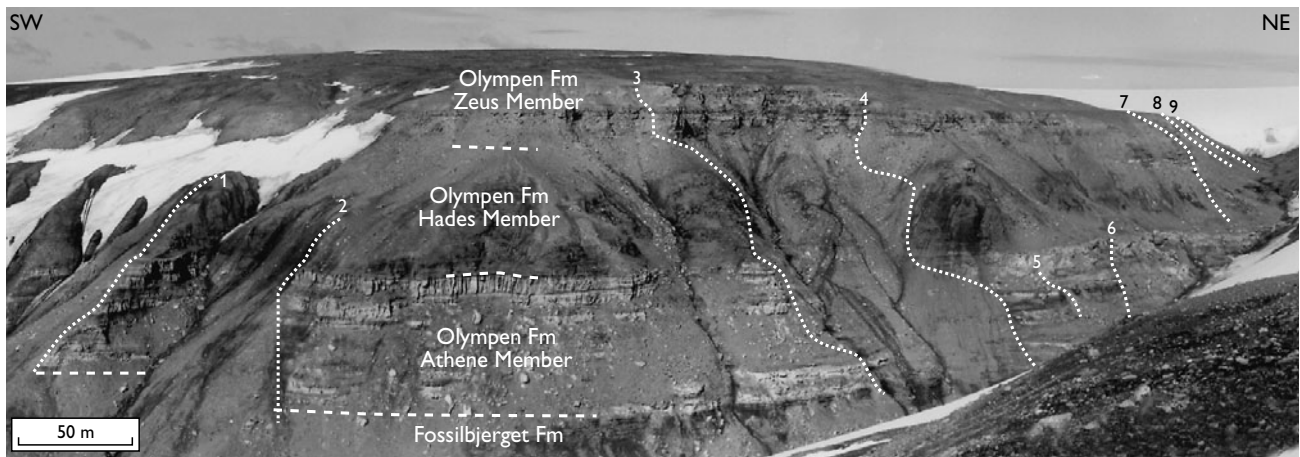 SW
NE
Olympen Fm
Zeus Member
3
4
7
8
9
1
Olympen Fm
Hades Member
2
6
5
Olympen Fm
Athene Member
Fossilbjerget Fm
50 m